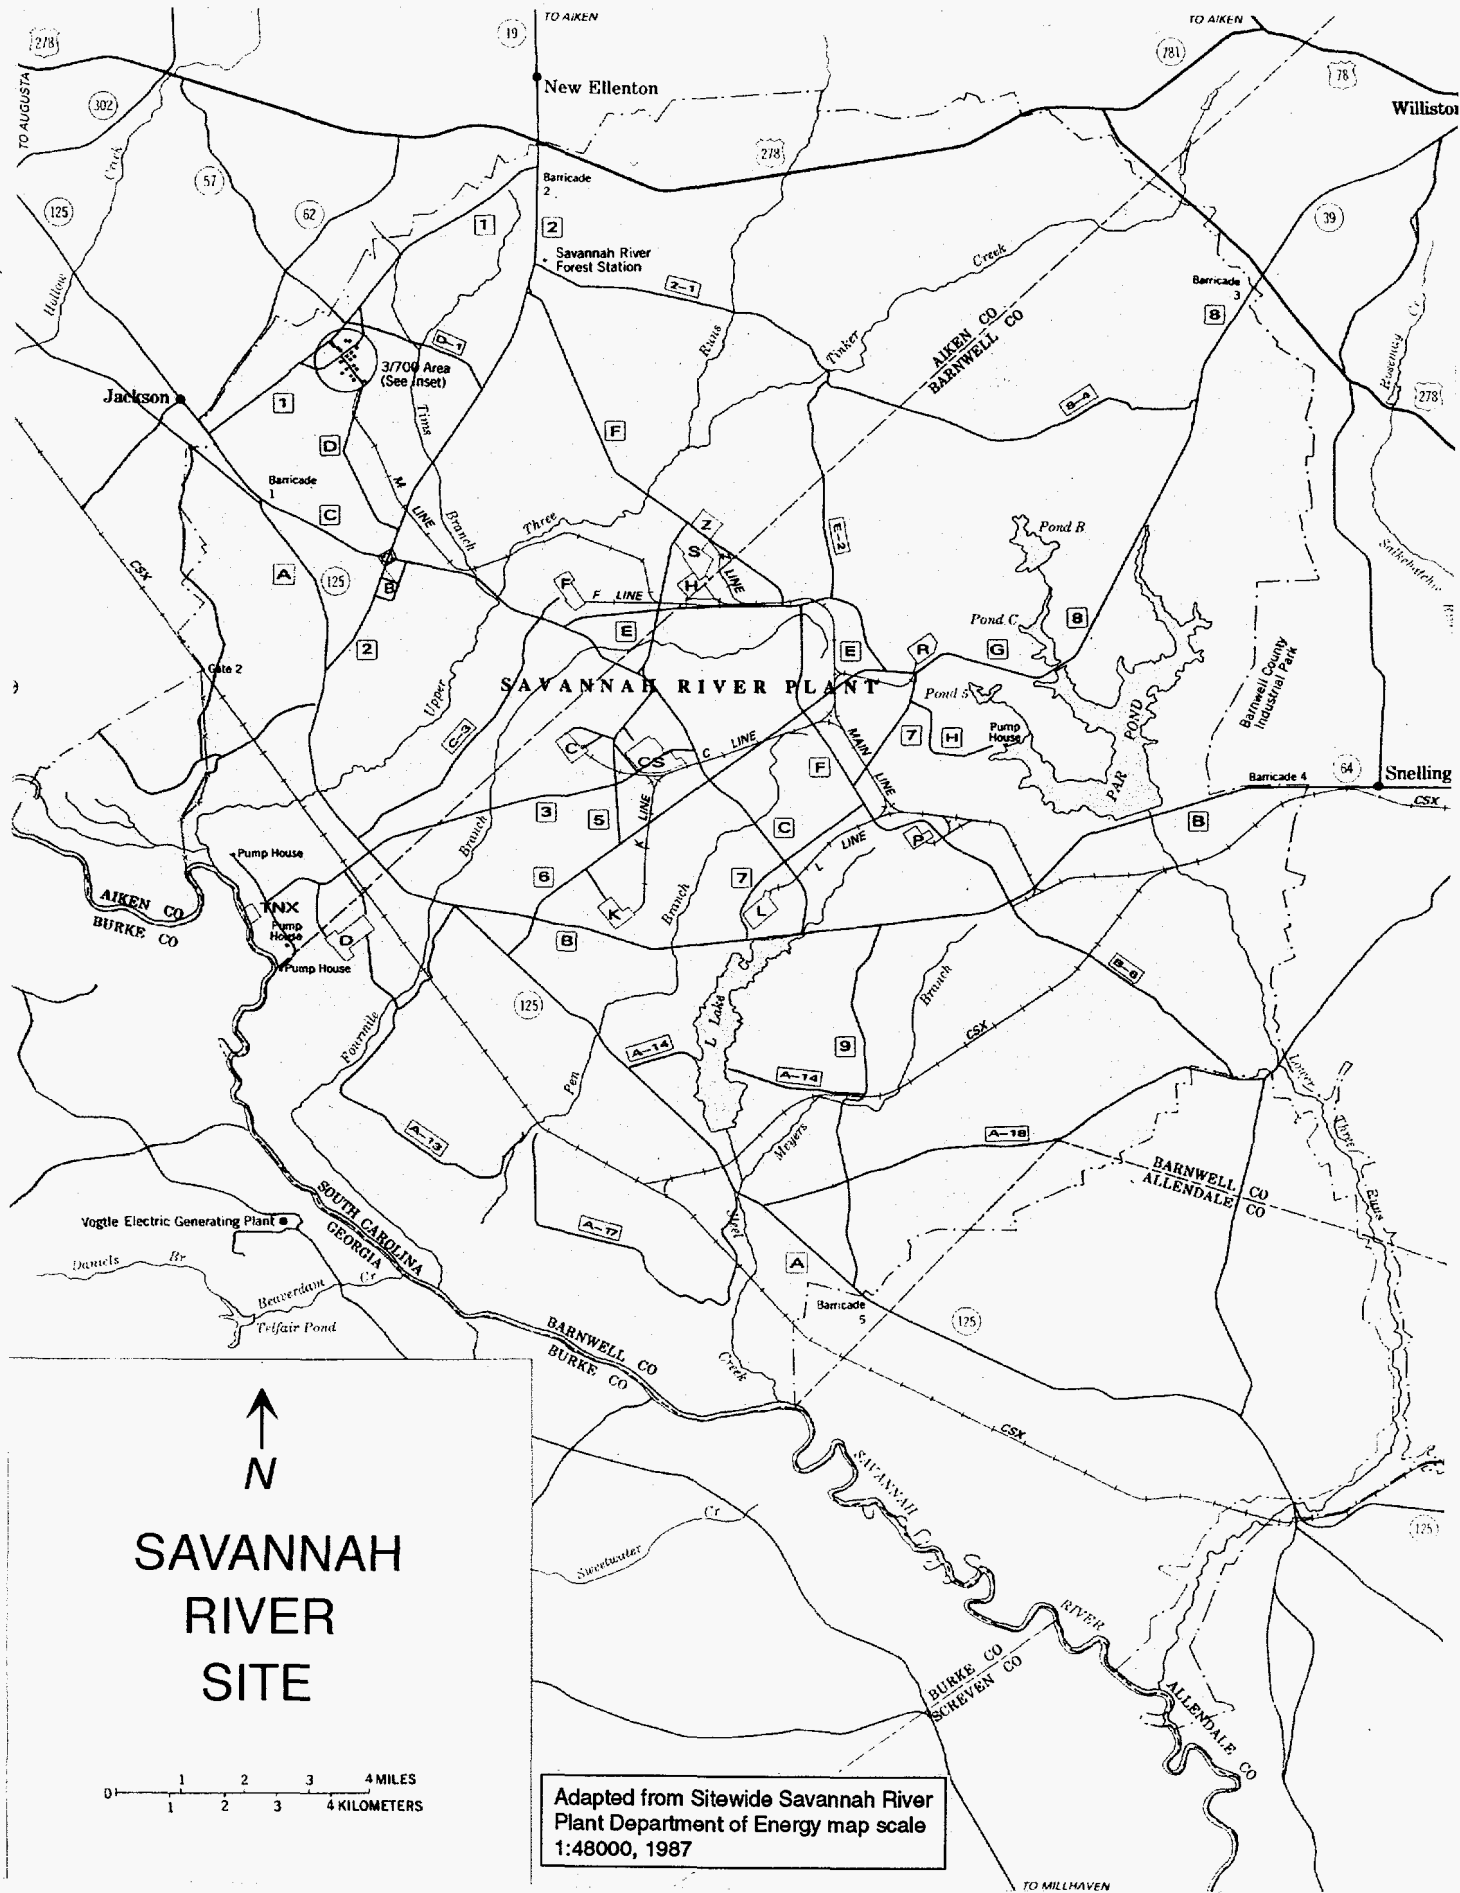 TO AIKEN
TO AIKEN
278
19
781
78
TO AUGUSTA
302
New Ellenton
Williston
278
57
125
62
Barricade
2
1
2
39
Savannah River
Forest Station
Creek
Hollow
2-1
Barricade
3
8
AIKEN CO
BARNWELL CO
Runs
Tinker
D-1
3/700 Area
(See Inset)
Rosemary Cr
278
Jackson
1
Tims
8-4
F
D
Barricade
1
M
LINE
C
Branch
Three
Z
E-2
Pond B
S
CSX
A
125
B
F
F LINE
H
LINE
Pond C
8
E
2
E
R
G
Gate 2
SAVANNAH RIVER PLANT
Pond 5
Barnwell County
Industrial Park
Upper
C-3
C
CS
C LINE
MAIN
LINE
7
H
Pump
House
POND
PAR
F
64
Snelling
Barricade 4
CSX
3
5
K LINE
C
B
Branch
LINE
L
P
Pump House
6
7
AIKEN CO
BURKE CO
TNX
Pump
House
D
K
Branch
L
B
Pump House
125
Branch
B-6
Fourmile
L Lake
9
CSX
A-14
A-14
Pen
Lower
Three
Runs
A-13
Meyers
A-18
BARNWELL CO
ALLENDALE CO
SOUTH CAROLINA
GEORGIA
Vogtle Electric Generating Plant
A-17
Steel
Daniels Br
A
Beaverdam Cr
Telfair Pond
Barricade
5
125
BARNWELL CO
BURKE CO
Creek
N
CSX
SAVANNAH
Cr
Sweetwater
125
SAVANNAH
RIVER
SITE
RIVER
BURKE CO
SCREVEN CO
ALLENDALE CO
0 1 2 3 4 MILES
1 2 3 4 KILOMETERS
Adapted from Sitewide Savannah River
Plant Department of Energy map scale
1:48000, 1987
TO MILLHAVEN